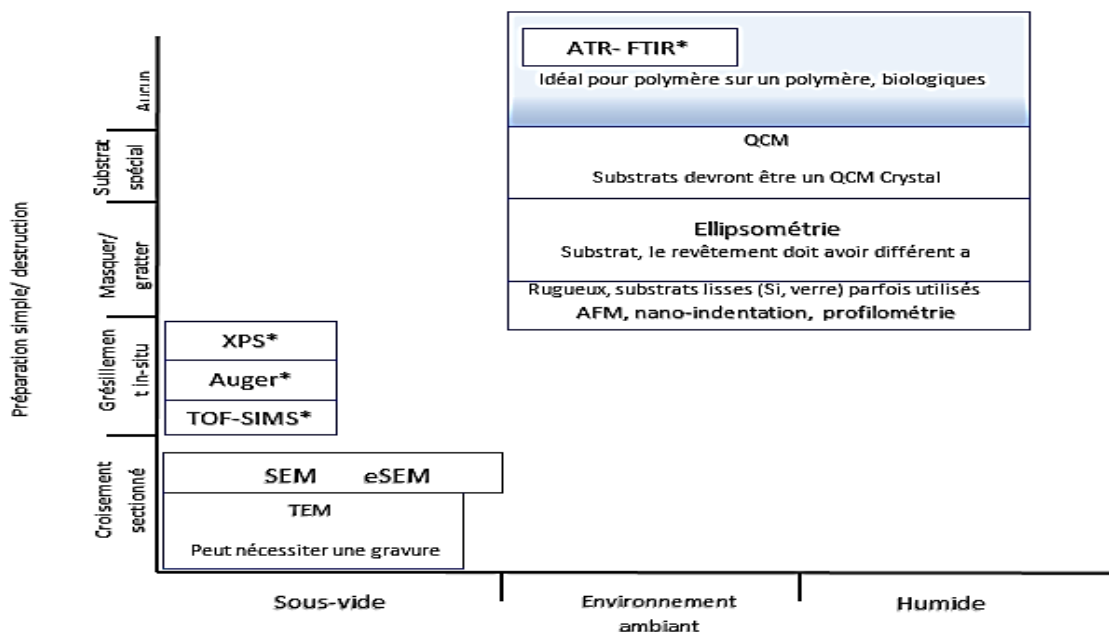 ATR- FTIR*
Idéal pour polymère sur un polymère, biologiques
QCM
Substrats devront être un QCM Crystal
Ellipsométrie
Substrat, le revêtement doit avoir différent a
Rugueux, substrats lisses (Si, verre) parfois utilisés
AFM, nano-indentation, profilométrie
XPS*
Auger*
TOF-SIMS*
SEM eSEM
TEM
Peut nécessiter une gravure
Préparation simple/ destruction
Aucun
Substrat
spécial
Masquer/
gratter
Grésillemen
t in-situ
Croisement
sectionné
Sous-vide
Environnement
ambiant
Humide